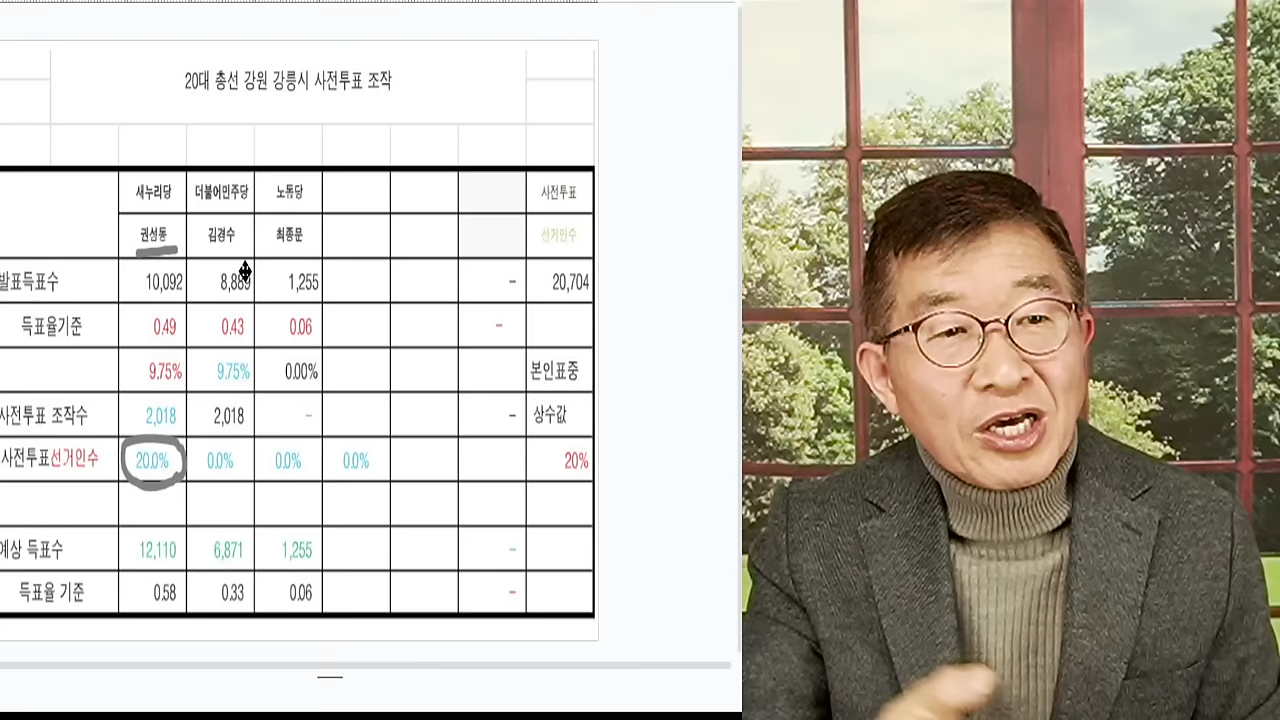 20대 총선 강원 강릉시 사전투표 조작
새누리당 더불어민주당 노동당 사전투표
권성동 김경수 최종문 선거인수
발표득표수 10,092 1,255 – 20,704
득표율기준 0.49 0.43 0.06 –
9.75% 9.75% 0.00% 본인표중
사전투표 조작수 2,018 2,018 – – 상수값
사전투표선거인수 20.0% 0.0% 0.0% 0.0% 20%
예상 득표수 12,110 6,871 1,255 –
득표율 기준 0.58 0.33 0.06 –